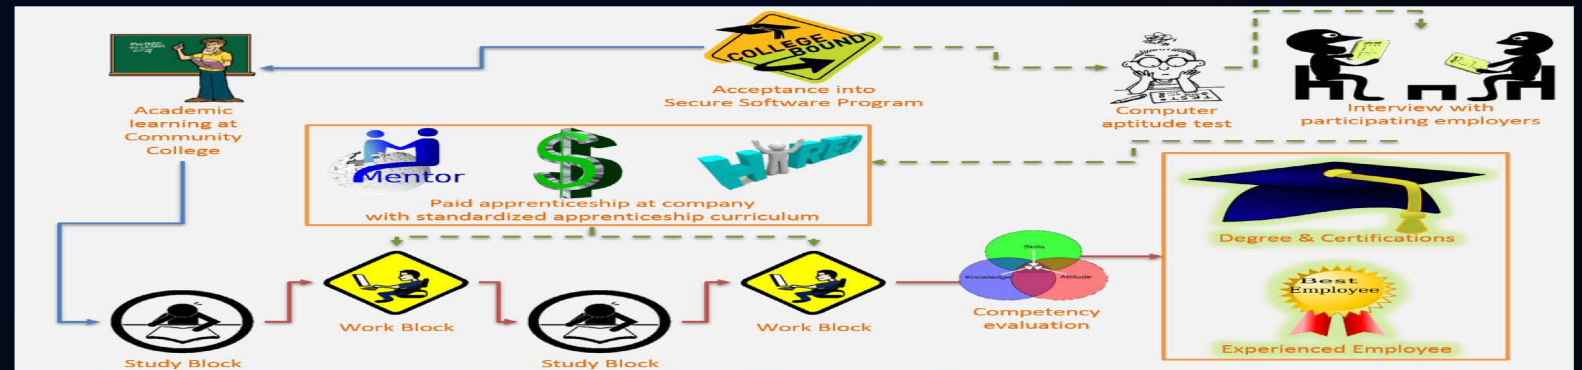 COLLEGE
BOUND
Acceptance into
Secure Software Program
Academic
learning at
Community
College
TEST
Computer
aptitude test
Interview with
participating employers
Mentor
$
HIRED
Paid apprenticeship at company
with standardized apprenticeship curriculum
Study Block
Work Block
Study Block
Work Block
Skills
Knowledge
Attitude
Competency
evaluation
Degree & Certifications
Best
Employee
Experienced Employee